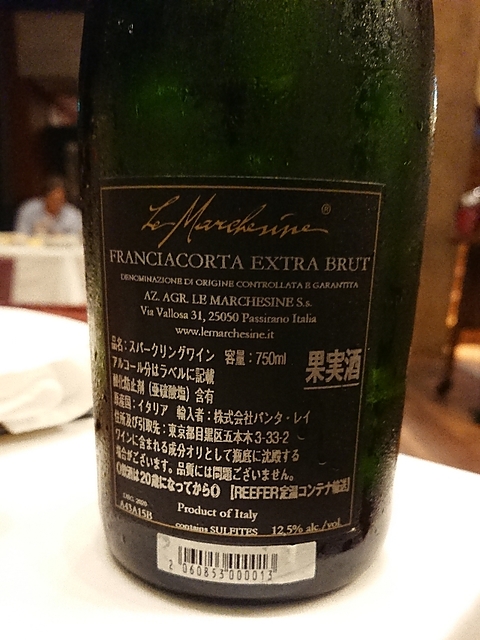 Le Marchesine®
FRANCIACORTA EXTRA BRUT
DENOMINAZIONE DI ORIGINE CONTROLLATA E GARANTITA
AZ. AGR. LE MARCHESINE S.s.
Via Vallosa 31, 25050 Passirano Italia
www.lemarchesine.it
品名：スパークリングワイン 容量：750ml
アルコール分はラベルに記載
果実酒
酸化防止剤（亜硫酸塩）含有
原産国：イタリア 輸入者：株式会社パンタ・レイ
住所及び引取先：東京都目黒区五本木3-33-2
ワインに含まれる成分オリとして瓶底に沈殿する
場合がございます。品質には問題ございません。
飲酒は20歳になってから 【REEFER定温コンテナ輸送】
Product of Italy
A43A15B
contains SULFITES 12,5% alc./vol.
2 060853 000013